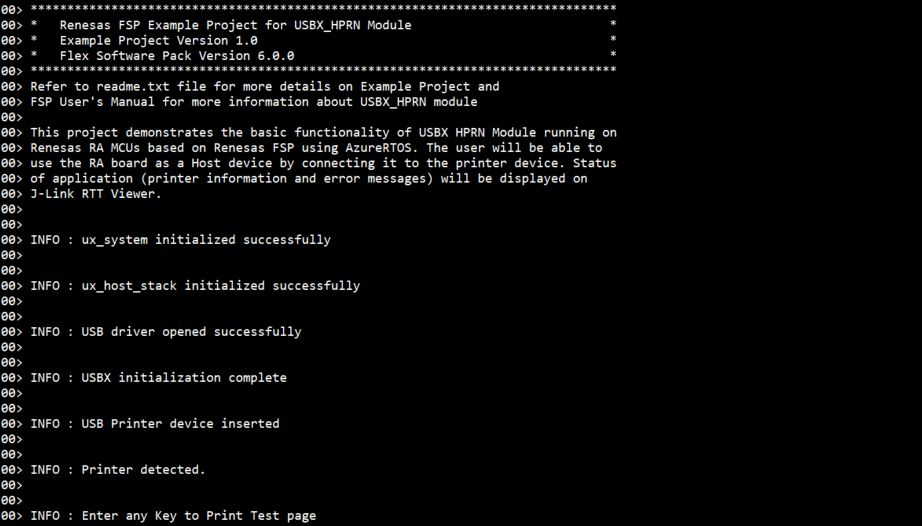 00> ********************************************************************************
00> *   Renesas FSP Example Project for USBX_HPRN Module                           *
00> *   Example Project Version 1.0                                                *
00> *   Flex Software Pack Version 6.0.0                                           *
00> ********************************************************************************
00> Refer to readme.txt file for more details on Example Project and
00> FSP User's Manual for more information about USBX_HPRN module
00>
00> This project demonstrates the basic functionality of USBX HPRN Module running on
00> Renesas RA MCUs based on Renesas FSP using AzureRTOS. The user will be able to
00> use the RA board as a Host device by connecting it to the printer device. Status
00> of application (printer information and error messages) will be displayed on
00> J-Link RTT Viewer.
00>
00>
00> INFO : ux_system initialized successfully
00>
00>
00> INFO : ux_host_stack initialized successfully
00>
00>
00> INFO : USB driver opened successfully
00>
00>
00> INFO : USBX initialization complete
00>
00>
00> INFO : USB Printer device inserted
00>
00>
00> INFO : Printer detected.
00>
00>
00> INFO : Enter any Key to Print Test page